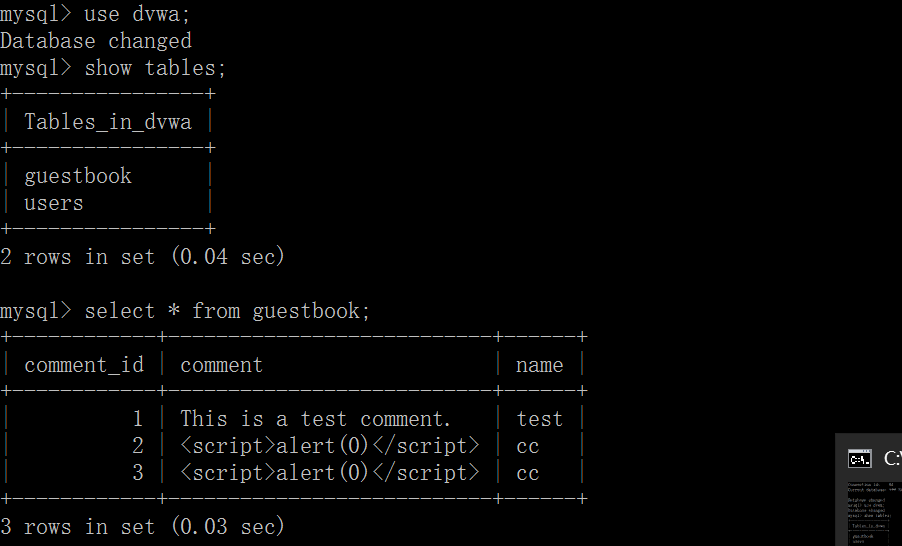 mysql> use dvwa;
Database changed
mysql> show tables;
+----------------+
| Tables_in_dvwa |
+----------------+
| guestbook      |
| users          |
+----------------+
2 rows in set (0.04 sec)

mysql> select * from guestbook;
+------------+---------------------------+------+
| comment_id | comment                   | name |
+------------+---------------------------+------+
|          1 | This is a test comment.   | test |
|          2 | <script>alert(0)</script> | cc   |
|          3 | <script>alert(0)</script> | cc   |
+------------+---------------------------+------+
3 rows in set (0.03 sec)